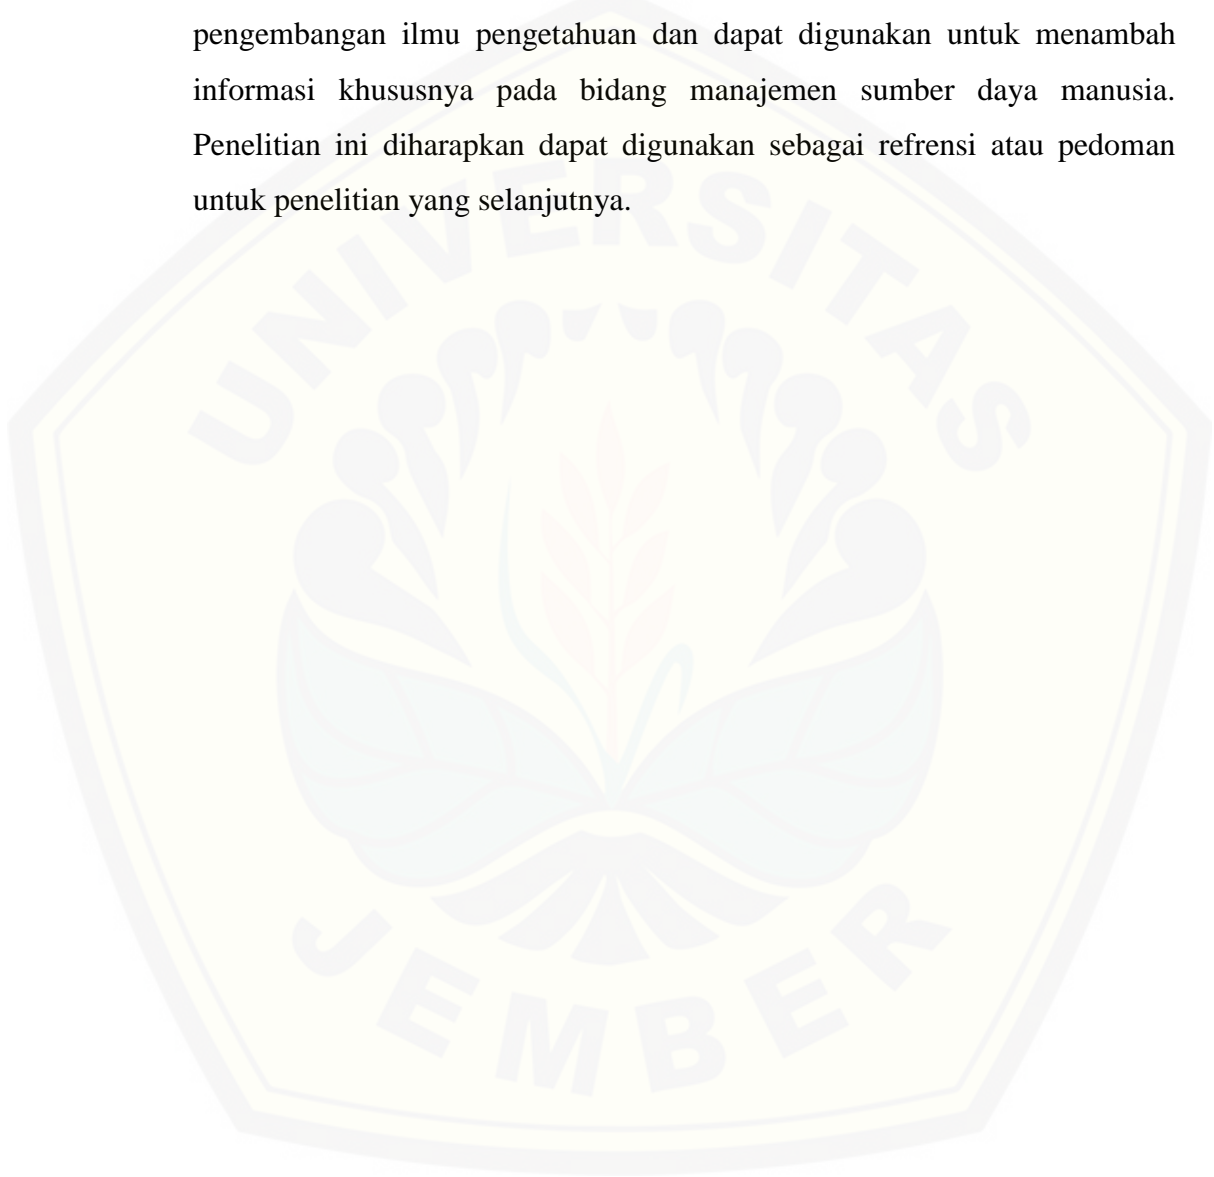 pengembangan ilmu pengetahuan dan dapat digunakan untuk menambah
informasi khususnya pada bidang manajemen sumber daya manusia.
Penelitian ini diharapkan dapat digunakan sebagai refrensi atau pedoman
untuk penelitian yang selanjutnya.
UNIVERSITAS
JEMBER